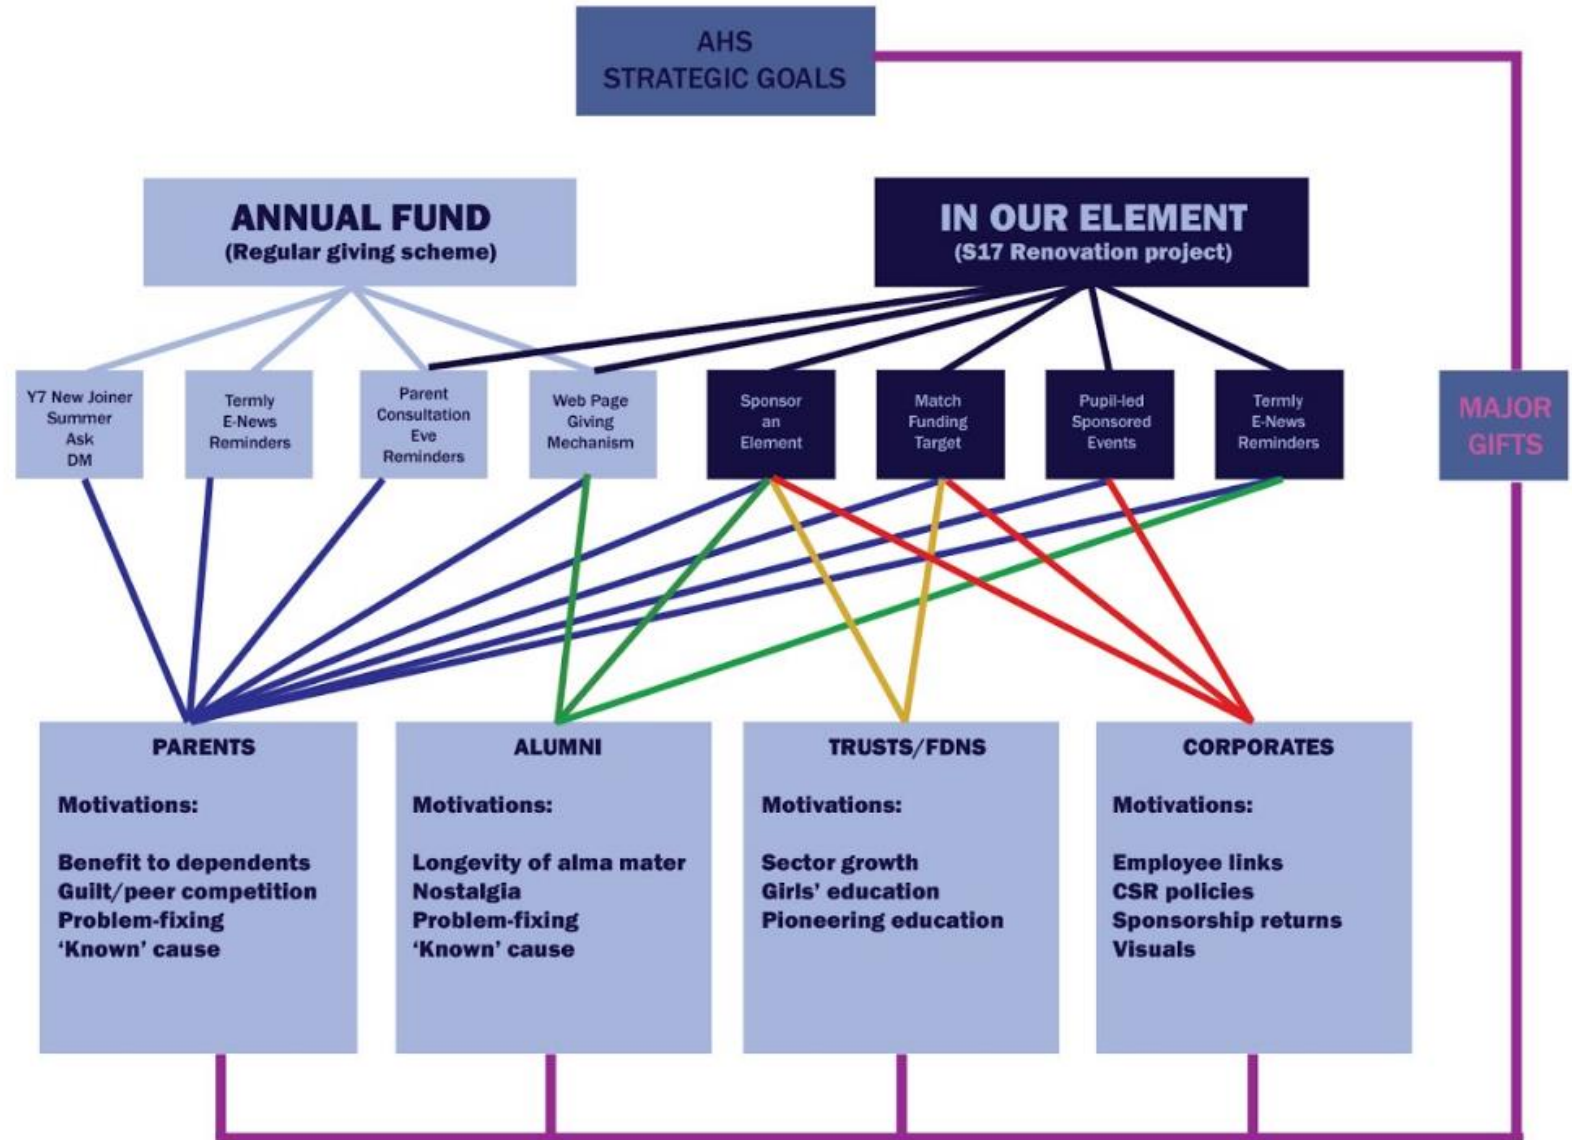 AHS
STRATEGIC GOALS
ANNUAL FUND
(Regular giving scheme)
IN OUR ELEMENT
(S17 Renovation project)
Y7 New Joiner
Summer
Ask
DM
Termly
E-News
Reminders
Parent
Consultation
Eve
Reminders
Web Page
Giving
Mechanism
Sponsor
an
Element
Match
Funding
Target
Pupil-led
Sponsored
Events
Termly
E-News
Reminders
MAJOR
GIFTS
PARENTS
Motivations:
Benefit to dependents
Guilt/peer competition
Problem-fixing
‘Known’ cause
ALUMNI
Motivations:
Longevity of alma mater
Nostalgia
Problem-fixing
‘Known’ cause
TRUSTS/FDNS
Motivations:
Sector growth
Girls’ education
Pioneering education
CORPORATES
Motivations:
Employee links
CSR policies
Sponsorship returns
Visuals